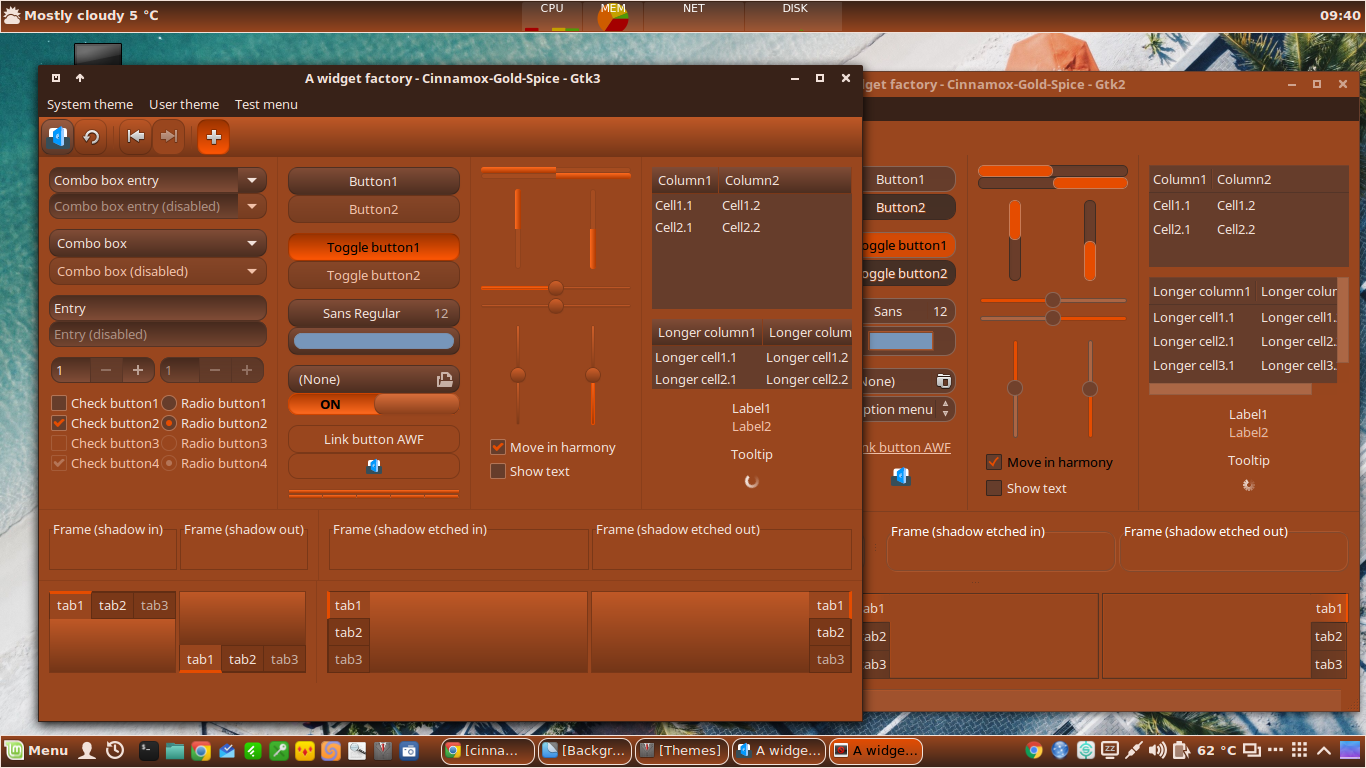 Mostly cloudy 5 °C
CPU
MEM
NET
DISK
09:40
A widget factory - Cinnamox-Gold-Spice - Gtk3
System theme
User theme
Test menu
Combo box entry
Combo box entry (disabled)
Combo box
Combo box (disabled)
Entry
Entry (disabled)
1
1
Check button1
Radio button1
Check button2
Radio button2
Check button3
Radio button3
Check button4
Radio button4
Button1
Button2
Toggle button1
Toggle button2
Sans Regular 12
(None)
ON
Link button AWF
Move in harmony
Show text
Column1 Column2
Cell1.1 Cell1.2
Cell2.1 Cell2.2
Longer column1 Longer colum
Longer cell1.1 Longer cell1.2
Longer cell2.1 Longer cell2.2
Label1
Label2
Tooltip
Frame (shadow in)
Frame (shadow out)
Frame (shadow etched in)
Frame (shadow etched out)
tab1 tab2 tab3
tab1 tab2 tab3
tab1
tab2
tab3
tab1
tab2
tab3
dget factory - Cinnamox-Gold-Spice - Gtk2
Button1
Button2
oggle button1
oggle button2
Sans 12
None)
ption menu
nk button AWF
Move in harmony
Show text
Column1 Column2
Cell1.1 Cell1.2
Cell2.1 Cell2.2
Longer column1 Longer colur
Longer cell1.1 Longer cell1.
Longer cell2.1 Longer cell2.
Longer cell3.1 Longer cell3.
Label1
Label2
Tooltip
Frame (shadow etched in)
Frame (shadow etched out)
ab1
ab2
ab3
tab1
tab2
tab3
Menu
[cinna...
[Backgr...
[Themes]
A widge...
A widge...
62 °C